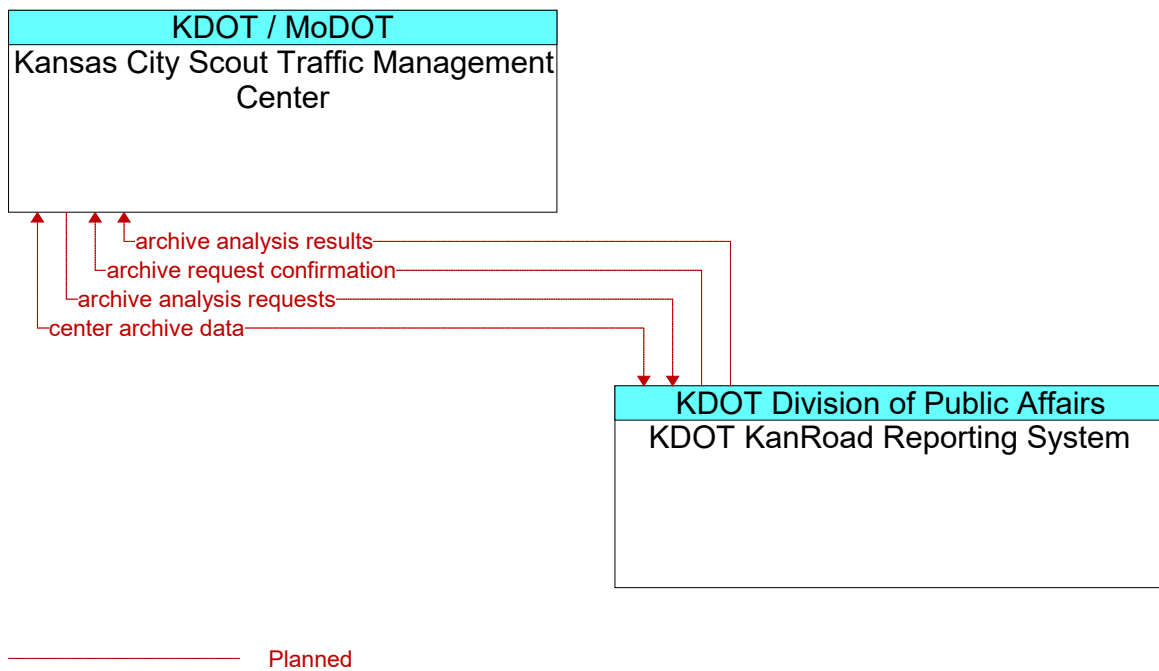 KDOT / MoDOT
Kansas City Scout Traffic Management
Center
archive analysis results
archive request confirmation
archive analysis requests
center archive data
KDOT Division of Public Affairs
KDOT KanRoad Reporting System
Planned